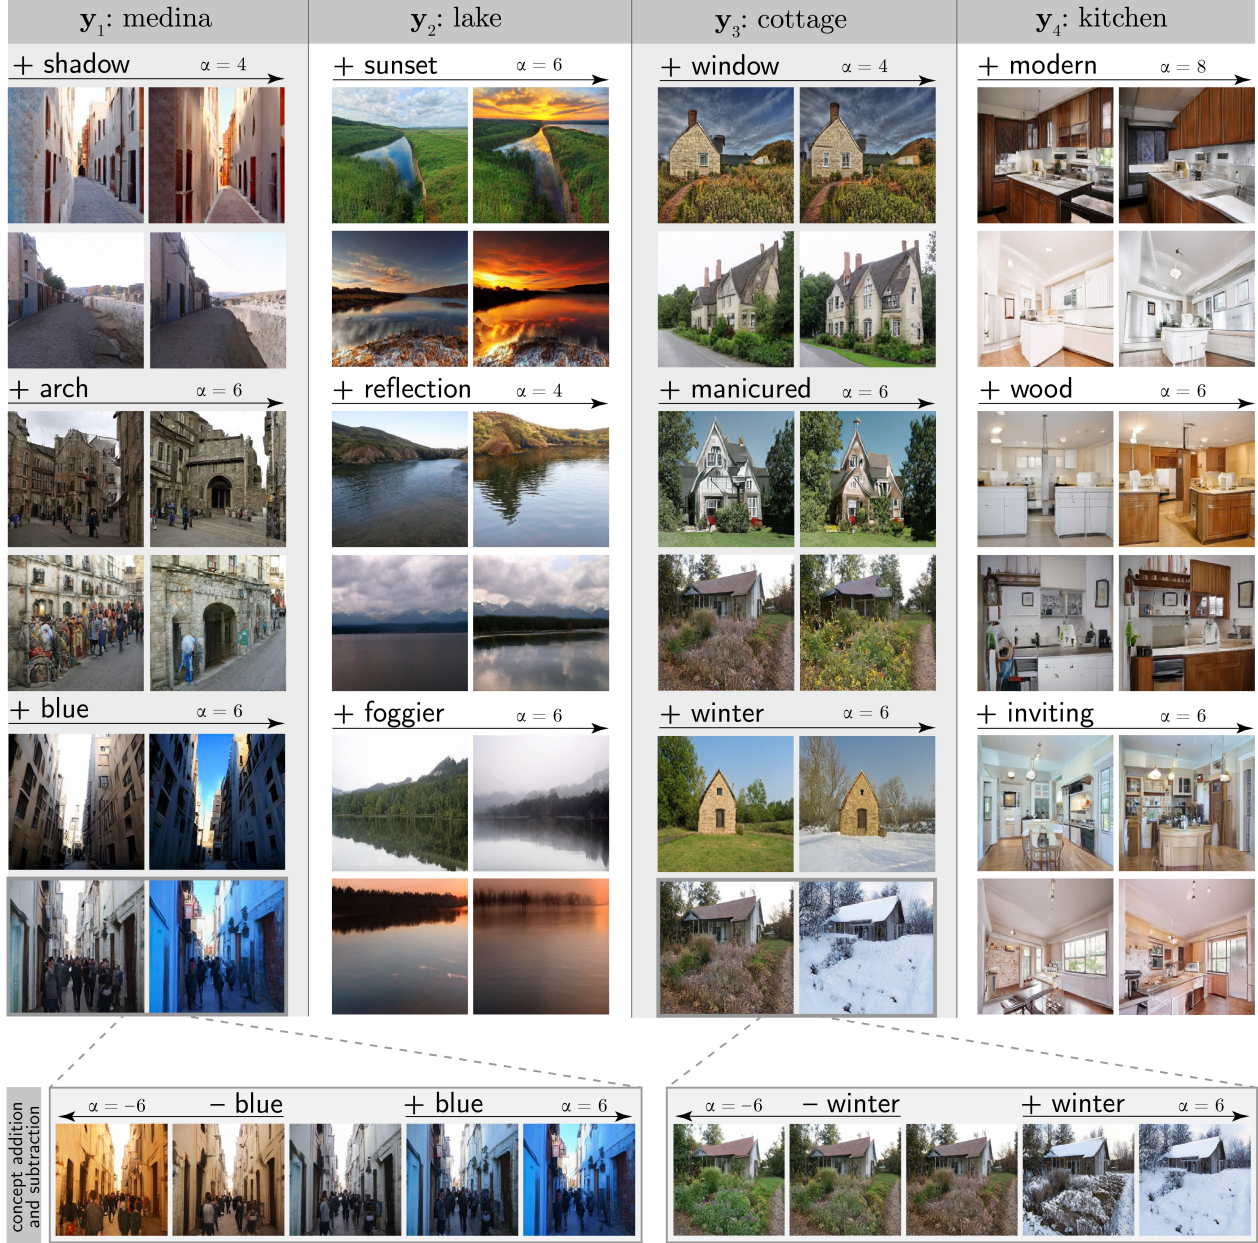 y₁: medina
y₂: lake
y₃: cottage
y₄: kitchen
+ shadow α = 4
+ sunset α = 6
+ window α = 4
+ modern α = 8
+ arch α = 6
+ reflection α = 4
+ manicured α = 6
+ wood α = 6
+ blue α = 6
+ foggier α = 6
+ winter α = 6
+ inviting α = 6
concept addition
and subtraction
α = –6 – blue + blue α = 6
α = –6 – winter + winter α = 6